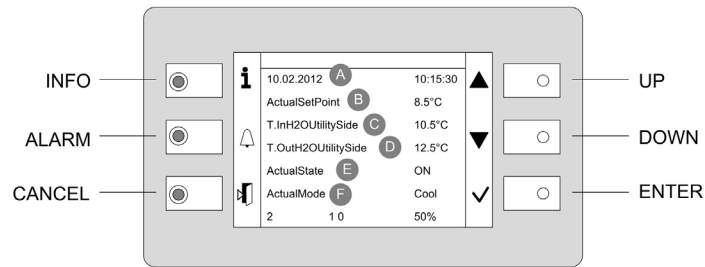 INFO
ALARM
CANCEL
i
10.02.2012 A 10:15:30
ActualSetPoint B 8.5°C
T.InH2OUtilitySide C 10.5°C
T.OutH2OUtilitySide D 12.5°C
ActualState E ON
ActualMode F Cool
2 1 0 50%
UP
DOWN
ENTER